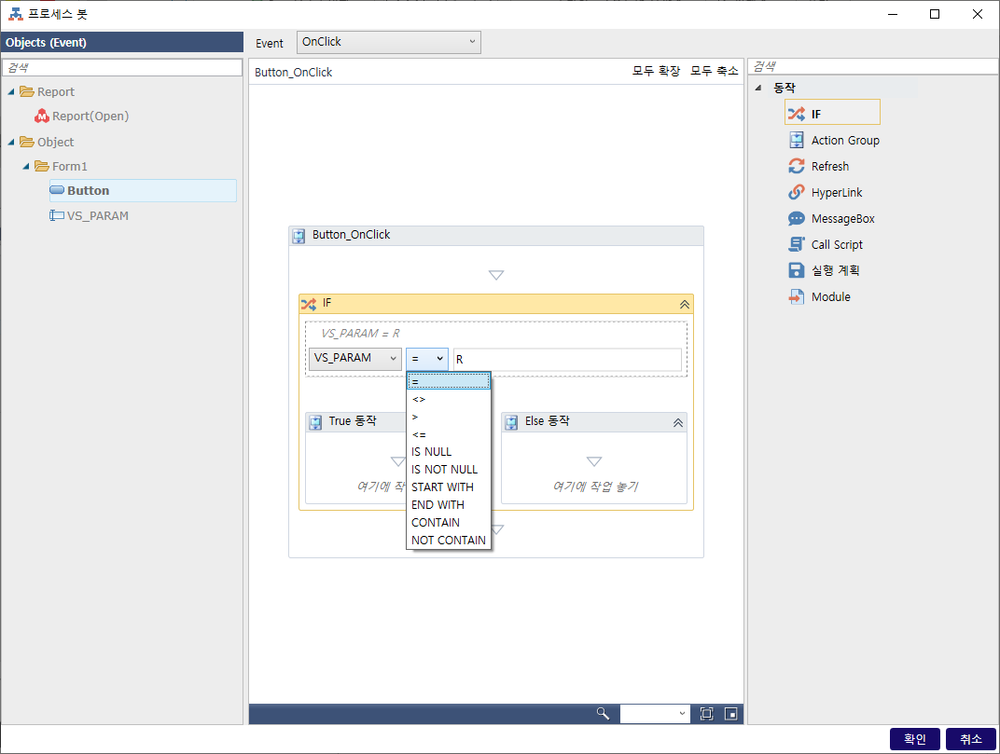 프로세스 봇
Objects (Event)
검색
Report
Report(Open)
Object
Form1
Button
VS_PARAM
Event
OnClick
Button_OnClick
모두 확장
모두 축소
Button_OnClick
IF
VS_PARAM = R
VS_PARAM
=
R
=
<>
>
<=
IS NULL
IS NOT NULL
START WITH
END WITH
CONTAIN
NOT CONTAIN
True 동작
여기에 작
Else 동작
여기에 작업 놓기
검색
동작
IF
Action Group
Refresh
HyperLink
MessageBox
Call Script
실행 계획
Module
확인
취소